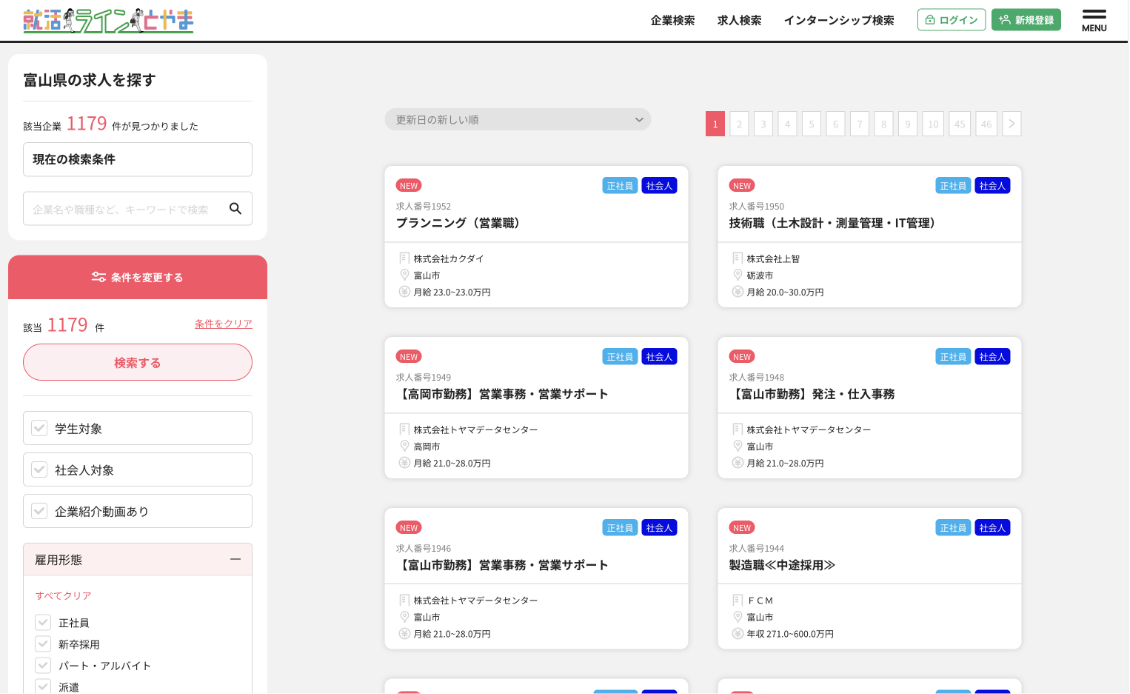 就活ラインとやま
企業検索 求人検索 インターンシップ検索 ログイン 新規登録 MENU
富山県の求人を探す
該当企業 1179 件が見つかりました
現在の検索条件
企業名や職種など、キーワードで検索
条件を変更する
該当 1179 件 条件をクリア
検索する
学生対象
社会人対象
企業紹介動画あり
雇用形態
すべてクリア
正社員
新卒採用
パート・アルバイト
派遣
更新日の新しい順
1 2 3 4 5 6 7 8 9 10 45 46
NEW 正社員 社会人
求人番号1952
プランニング（営業職）
株式会社カクダイ
富山市
月給 23.0~23.0万円
NEW 正社員 社会人
求人番号1950
技術職（土木設計・測量管理・IT管理）
株式会社上智
砺波市
月給 20.0~30.0万円
NEW 正社員 社会人
求人番号1949
【高岡市勤務】営業事務・営業サポート
株式会社トヤマデータセンター
高岡市
月給 21.0~28.0万円
NEW 正社員 社会人
求人番号1948
【富山市勤務】発注・仕入事務
株式会社トヤマデータセンター
富山市
月給 21.0~28.0万円
NEW 正社員 社会人
求人番号1946
【富山市勤務】営業事務・営業サポート
株式会社トヤマデータセンター
富山市
月給 21.0~28.0万円
NEW 正社員 社会人
求人番号1944
製造職≪中途採用≫
ＦＣＭ
富山市
年収 271.0~600.0万円